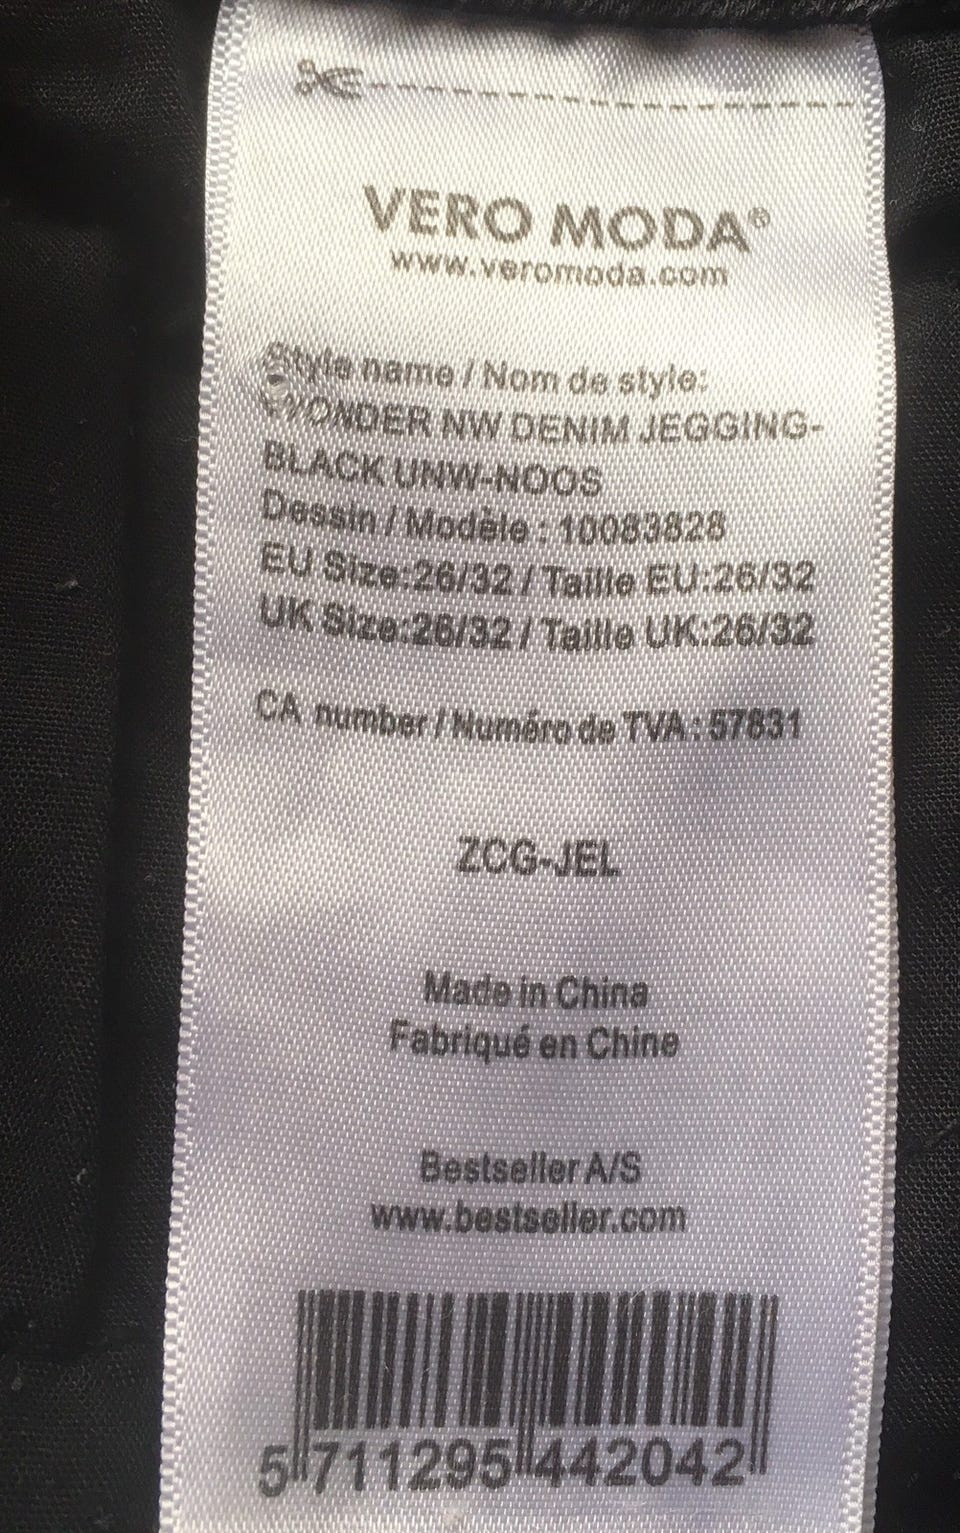 VERO MODA®
www.veromoda.com
Style name / Nom de style:
WONDER NW DENIM JEGGING-
BLACK UNW-NOOS
Dessin / Modèle : 10083828
EU Size:26/32 / Taille EU:26/32
UK Size:26/32 / Taille UK:26/32
CA number / Numéro de TVA : 57831
ZCG-JEL
Made in China
Fabriqué en Chine
Bestseller A/S
www.bestseller.com
5 711295 442042